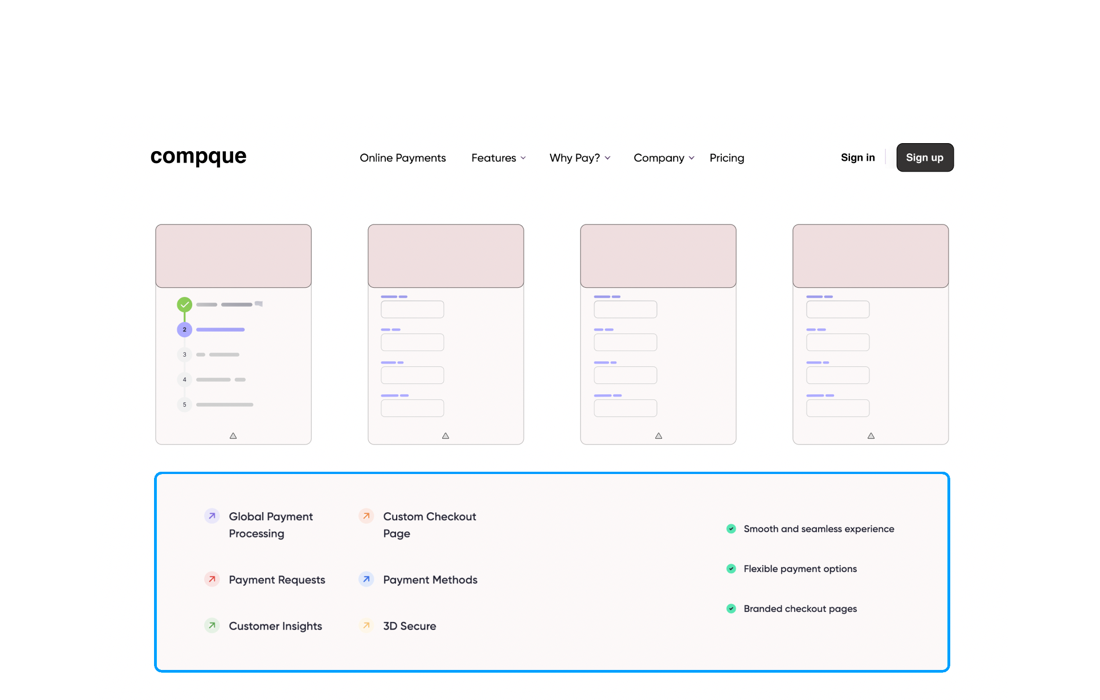 compque
Online Payments Features Why Pay? Company Pricing
Sign in Sign up
2
3
4
5
Global Payment
Processing
Custom Checkout
Page
Smooth and seamless experience
Flexible payment options
Payment Requests
Payment Methods
Branded checkout pages
Customer Insights
3D Secure